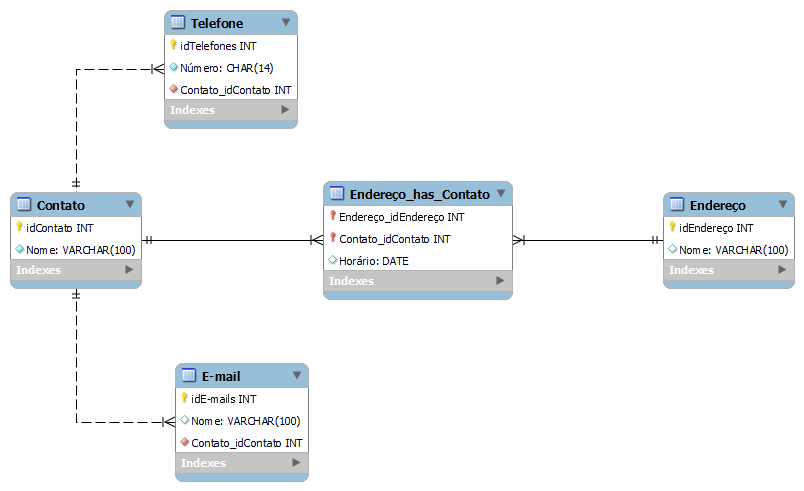 Telefone
idTelefones INT
Número: CHAR(14)
Contato_idContato INT
Indexes
Contato
idContato INT
Nome: VARCHAR(100)
Indexes
Endereço_has_Contato
Endereço_idEndereço INT
Contato_idContato INT
Horário: DATE
Indexes
Endereço
idEndereço INT
Nome: VARCHAR(100)
Indexes
E-mail
idE-mails INT
Nome: VARCHAR(100)
Contato_idContato INT
Indexes